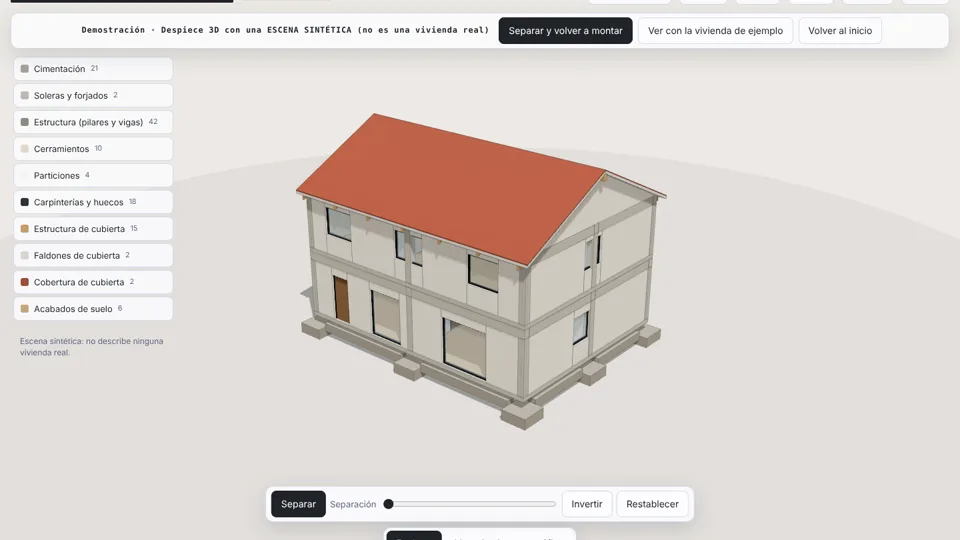 Demostración · Despiece 3D con una ESCENA SINTÉTICA (no es una vivienda real)
Separar y volver a montar
Ver con la vivienda de ejemplo
Volver al inicio
Cimentación 21
Soleras y forjados 2
Estructura (pilares y vigas) 42
Cerramientos 10
Particiones 4
Carpinterías y huecos 18
Estructura de cubierta 15
Faldones de cubierta 2
Cobertura de cubierta 2
Acabados de suelo 6
Escena sintética: no describe ninguna
vivienda real.
Separar
Separación
Invertir
Restablecer